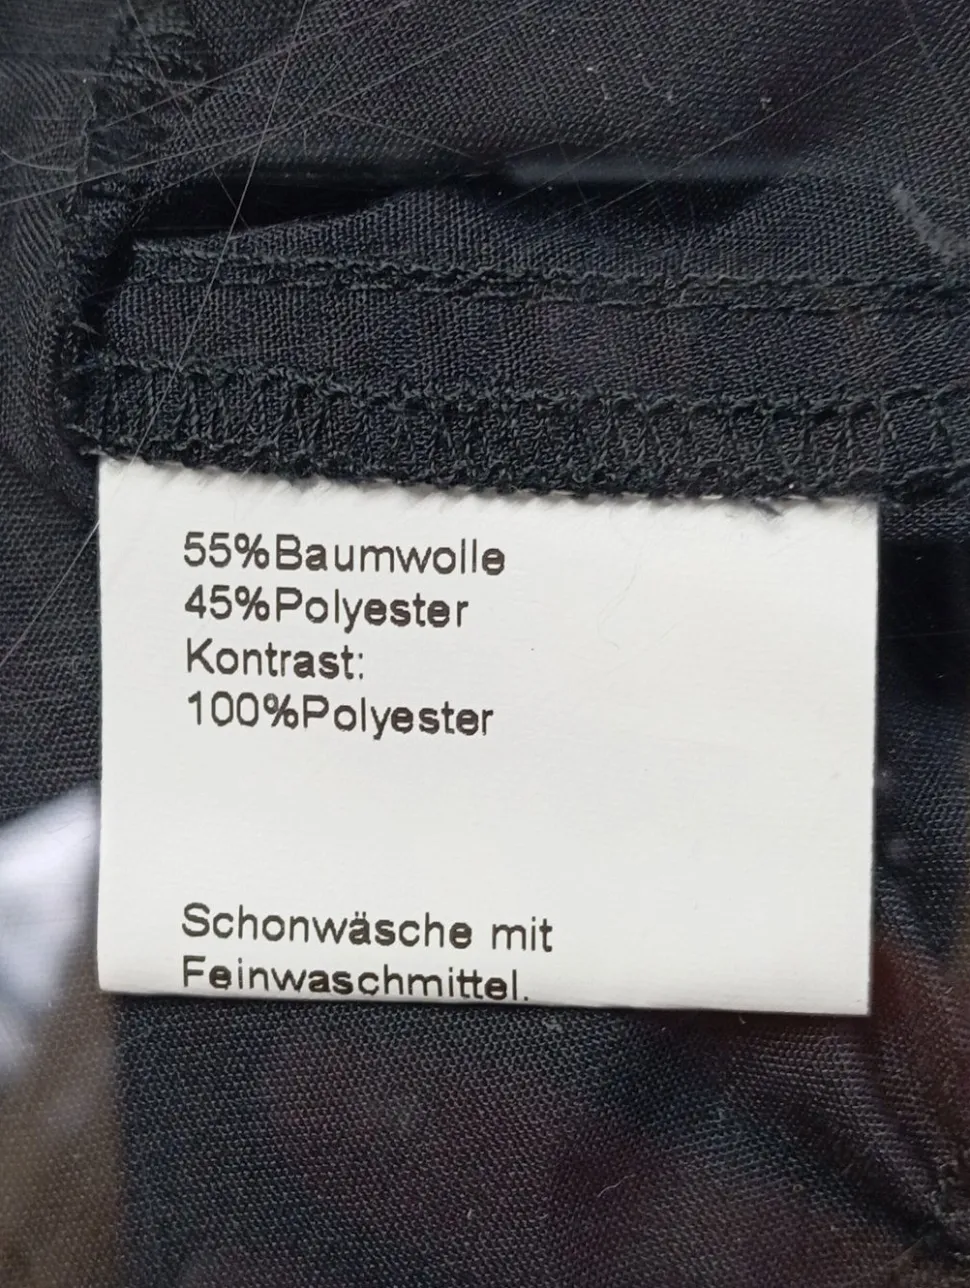 55%Baumwolle
45%Polyester
Kontrast:
100%Polyester
Schonwäsche mit
Feinwaschmittel.